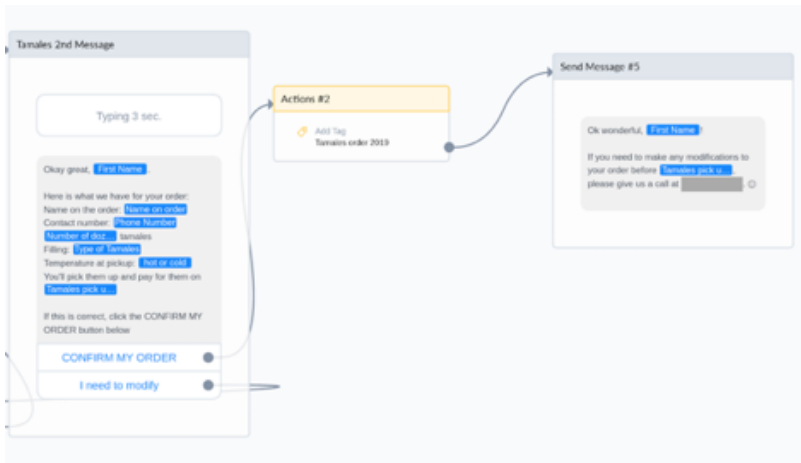 Tamales 2nd Message
Typing 3 sec.
Okay great, First Name .
Here is what we have for your order:
Name on the order: Name on order
Contact number: Phone Number
Number of doz... tamales
Filling: Type of Tamales
Temperature at pickup: hot or cold
You'll pick them up and pay for them on
Tamales pick u...
If this is correct, click the CONFIRM MY
ORDER button below
CONFIRM MY ORDER
I need to modify
Actions #2
Add Tag
Tamales order 2019
Send Message #5
Ok wonderful, First Name !
If you need to make any modifications to
your order before Tamales pick u... ,
please give us a call at . ☺